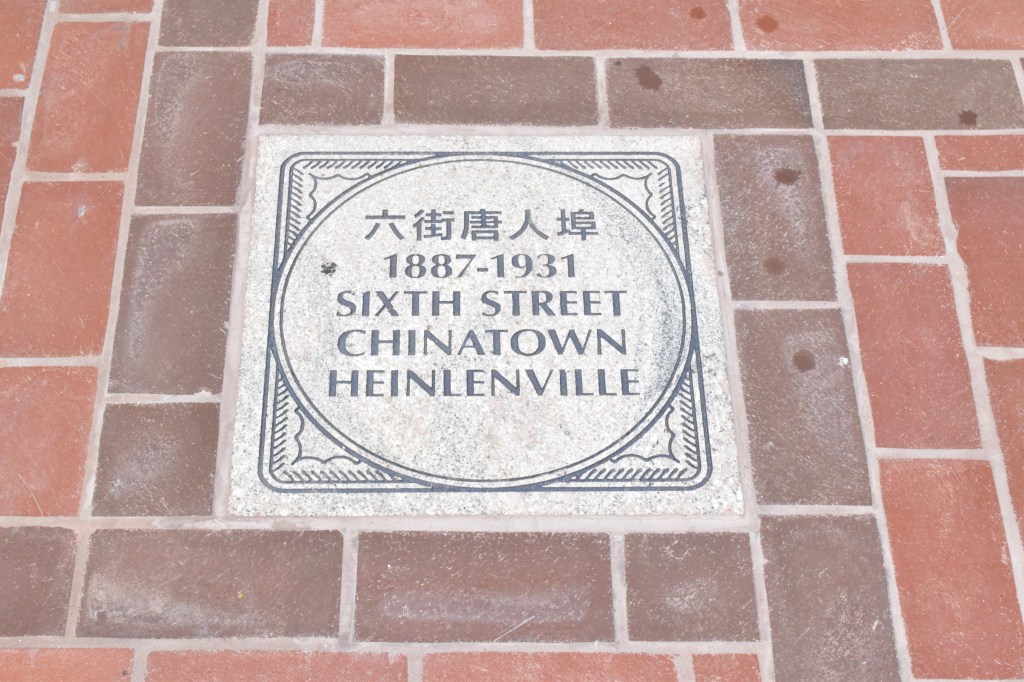 六街唐人埠
1887-1931
SIXTH STREET
CHINATOWN
HEINLENVILLE